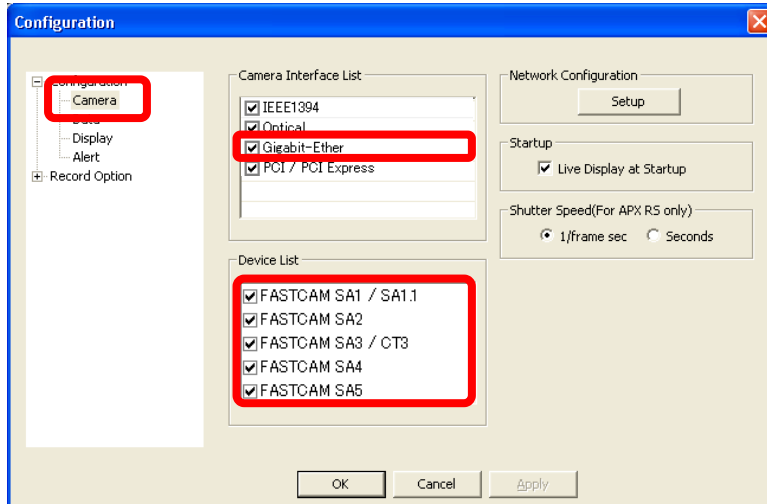 Configuration
Configuration
Camera
Data
Display
Alert
Record Option
Camera Interface List
IEEE1394
Optical
Gigabit-Ether
PCI / PCI Express
Device List
FASTCAM SA1 / SA1.1
FASTCAM SA2
FASTCAM SA3 / CT3
FASTCAM SA4
FASTCAM SA5
Network Configuration
Setup
Startup
Live Display at Startup
Shutter Speed(For APX RS only)
1/frame sec Seconds
OK Cancel Apply